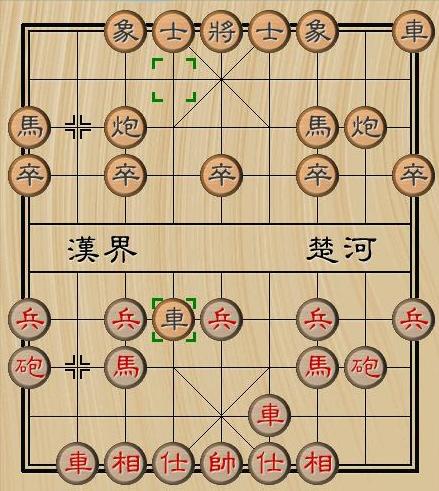 象士將士象車
馬炮馬炮
卒卒卒卒卒
漢界 楚河
兵兵車兵兵兵
砲馬馬砲
車
車相仕帥仕相